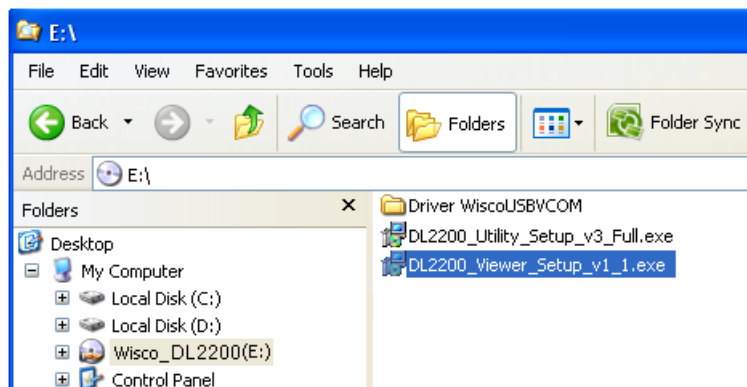 E:\
File Edit View Favorites Tools Help
Back Search Folders Folder Sync
Address E:\
Folders
Desktop
My Computer
Local Disk (C:)
Local Disk (D:)
Wisco_DL2200(E:)
Control Panel
Driver WiscoUSBVCOM
DL2200_Utility_Setup_v3_Full.exe
DL2200_Viewer_Setup_v1_1.exe